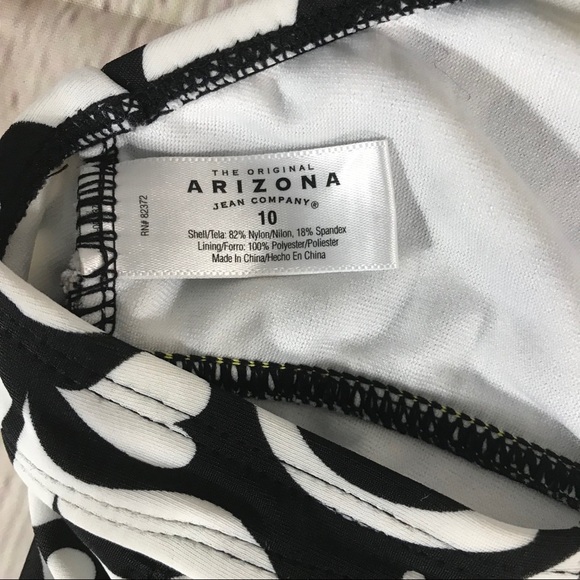 THE ORIGINAL
ARIZONA
JEAN COMPANY®
10
Shell/Tela: 82% Nylon/Nilon, 18% Spandex
Lining/Forro: 100% Polyester/Poliester
Made In China/Hecho En China
RN# 82372